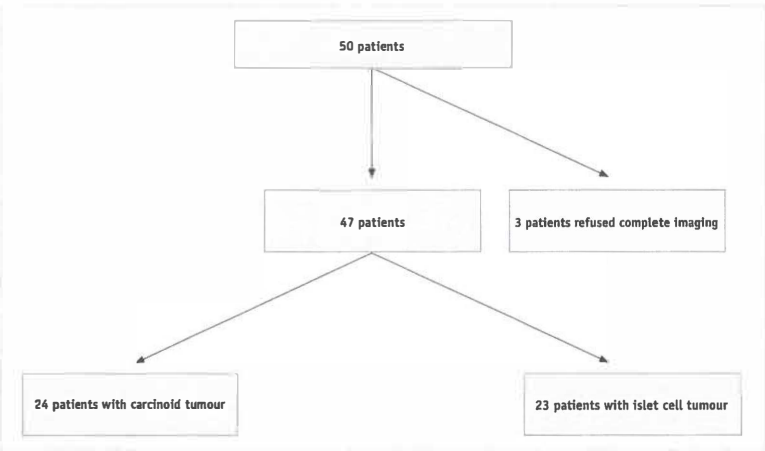 50 patients
47 patients
3 patients refused complete imaging
24 patients with carcinoid tumour
23 patients with islet cell tumour